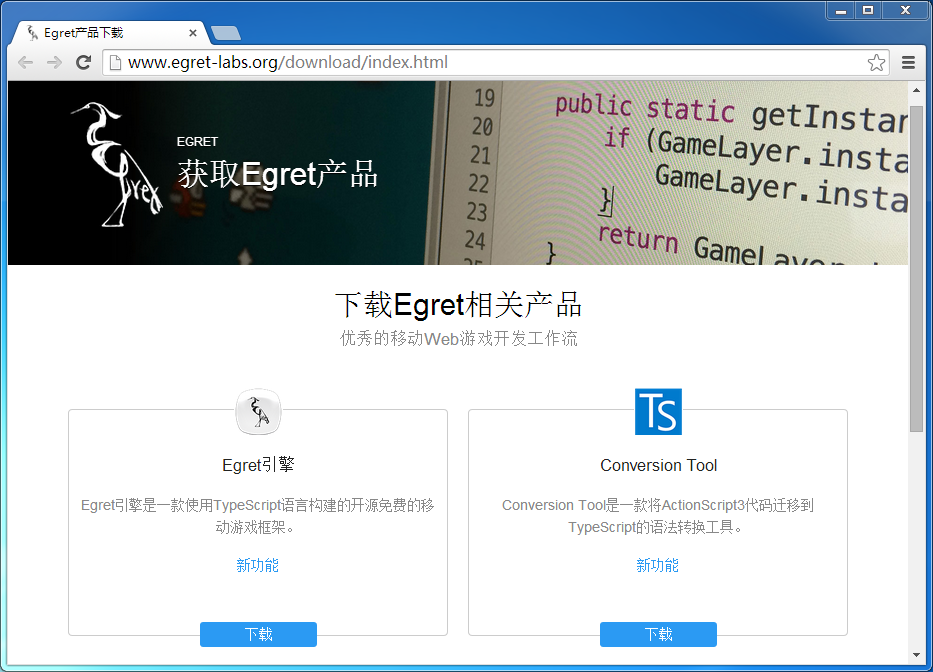 Egret产品下载
www.egret-labs.org/download/index.html
EGRET
获取Egret产品
19 public static getInstan
20 if (GameLayer.insta
21 GameLayer.insta
22 }
23 return GameLayer
24 }
下载Egret相关产品
优秀的移动Web游戏开发工作流
Egret引擎
Egret引擎是一款使用TypeScript语言构建的开源免费的移
动游戏框架。
新功能
下载
TS
Conversion Tool
Conversion Tool是一款将ActionScript3代码迁移到
TypeScript的语法转换工具。
新功能
下载